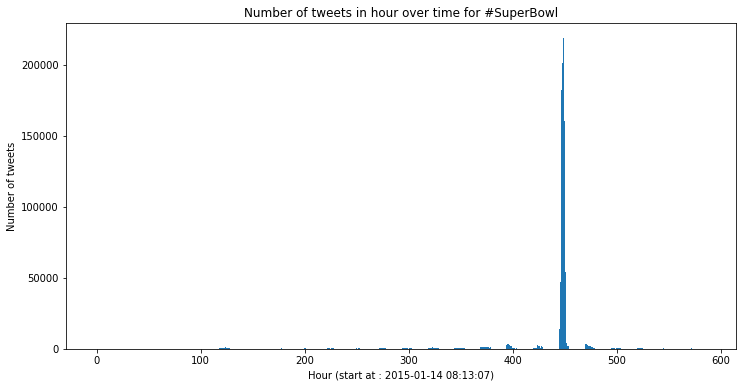 Number of tweets in hour over time for #SuperBowl
200000
150000
100000
50000
0
Number of tweets
0 100 200 300 400 500 600
Hour (start at : 2015-01-14 08:13:07)